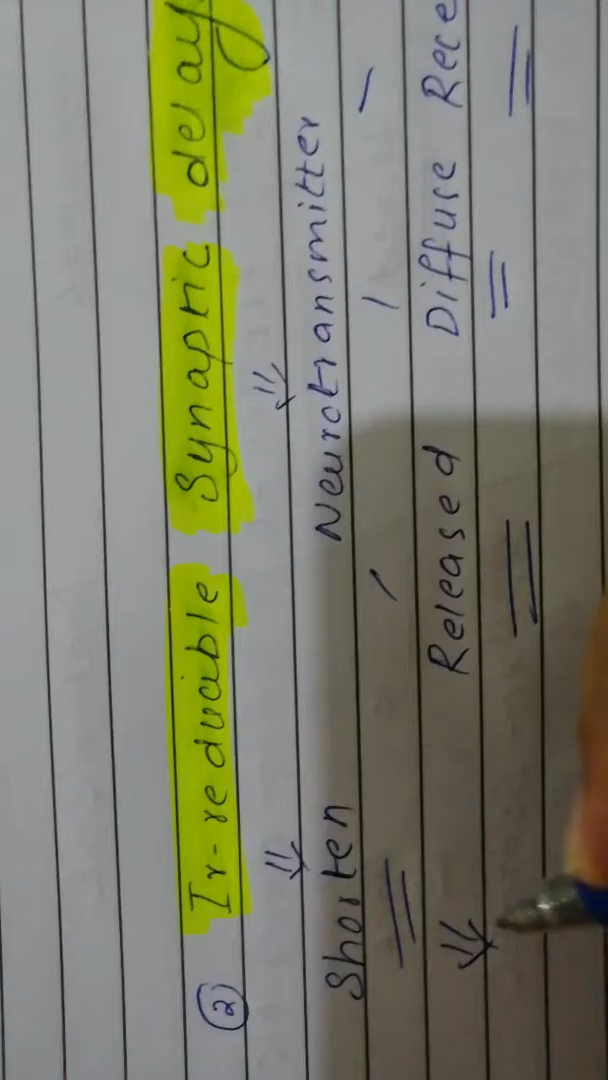 (2) Ir-reducible Synaptic delay
⇓ ⇓
Shorten Neurotransmitter
⇓ Released Diffuse Rece